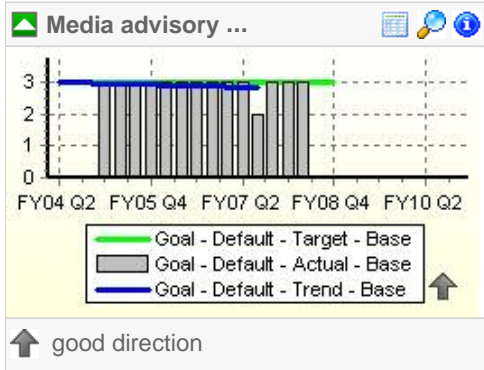 Media advisory ...
3
2
1
0
FY04 Q2 FY05 Q4 FY07 Q2 FY08 Q4 FY10 Q2
Goal - Default - Target - Base
Goal - Default - Actual - Base
Goal - Default - Trend - Base
good direction